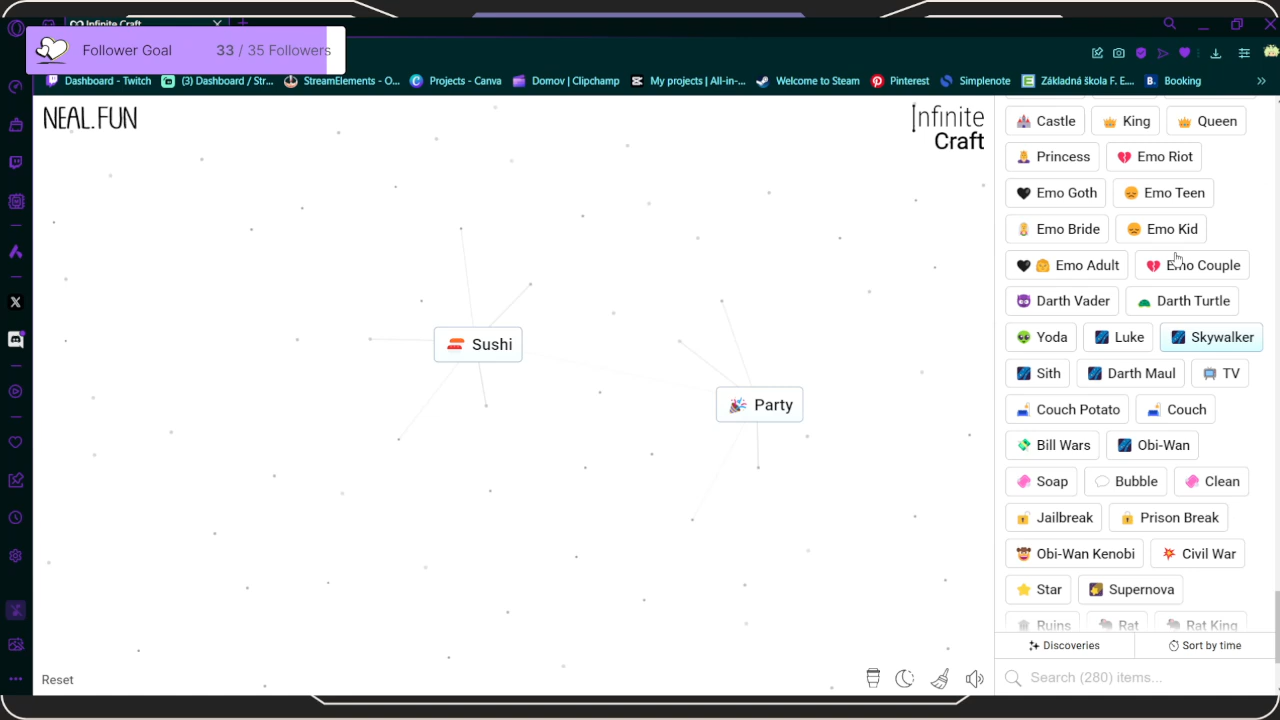 Infinite Craft
Follower Goal 33 / 35 Followers
Dashboard - Twitch (3) Dashboard / Str... StreamElements - O... Projects - Canva Domov | Clipchamp My projects | All-in-... Welcome to Steam Pinterest Simplenote Základná škola F. E... Booking
NEAL.FUN
Infinite
Craft
Castle King Queen
Princess Emo Riot
Emo Goth Emo Teen
Emo Bride Emo Kid
Emo Adult Emo Couple
Darth Vader Darth Turtle
Yoda Luke Skywalker
Sushi
Sith Darth Maul TV
Party
Couch Potato Couch
Bill Wars Obi-Wan
Soap Bubble Clean
Jailbreak Prison Break
Obi-Wan Kenobi Civil War
Star Supernova
Ruins Rat Rat King
Discoveries Sort by time
Reset
Search (280) items...